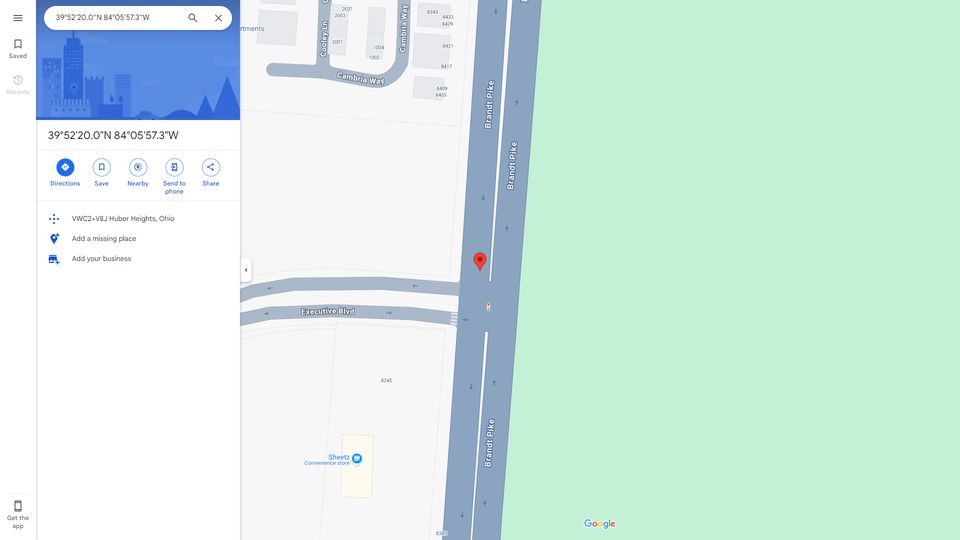 39°52'20.0"N 84°05'57.3"W
Saved
Recents
39°52'20.0"N 84°05'57.3"W
Directions
Save
Nearby
Send to
phone
Share
VWC2+V8J Huber Heights, Ohio
Add a missing place
Add your business
Get the
app
rtments
Cooley Ln
2021
2003
2001
1004
1002
Cambria Way
Cambria Way
8343
8433
8429
8421
8417
8409
8405
Brandt Pike
Brandt Pike
Executive Blvd
8245
Sheetz
Convenience store
Brandt Pike
Google